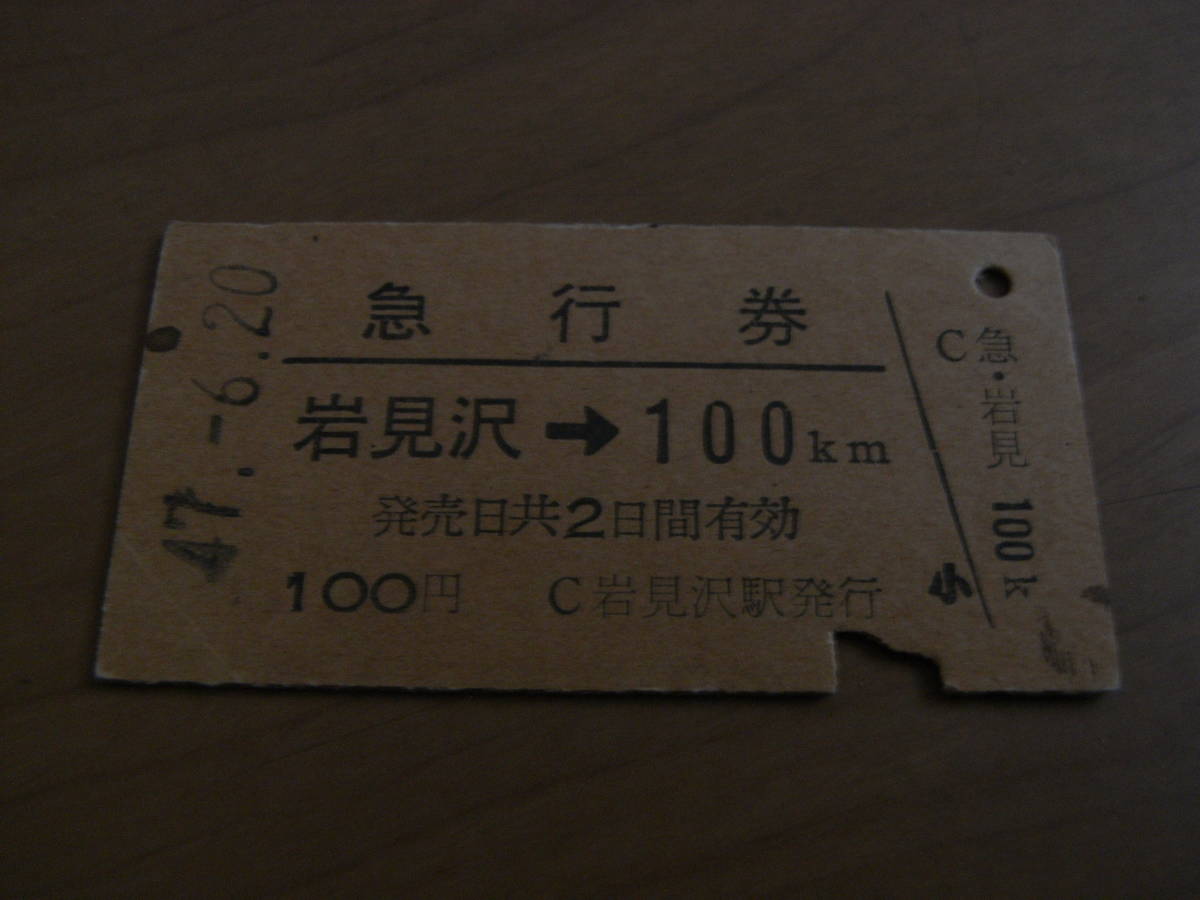 47.-6.20
急行券
岩見沢→100km
発売日共2日間有効
100円 C岩見沢駅発行
C急・岩見 100k